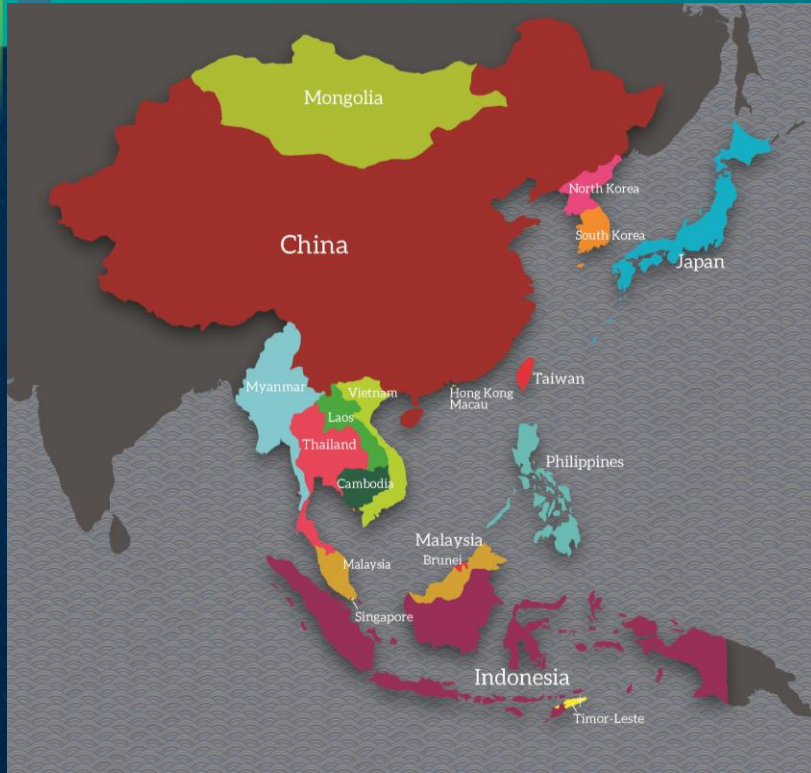 Mongolia
North Korea
China
South Korea
Japan
Taiwan
Myanmar
Vietnam
Hong Kong
Macau
Laos
Thailand
Philippines
Cambodia
Malaysia
Brunei
Malaysia
Singapore
Indonesia
Timor-Leste